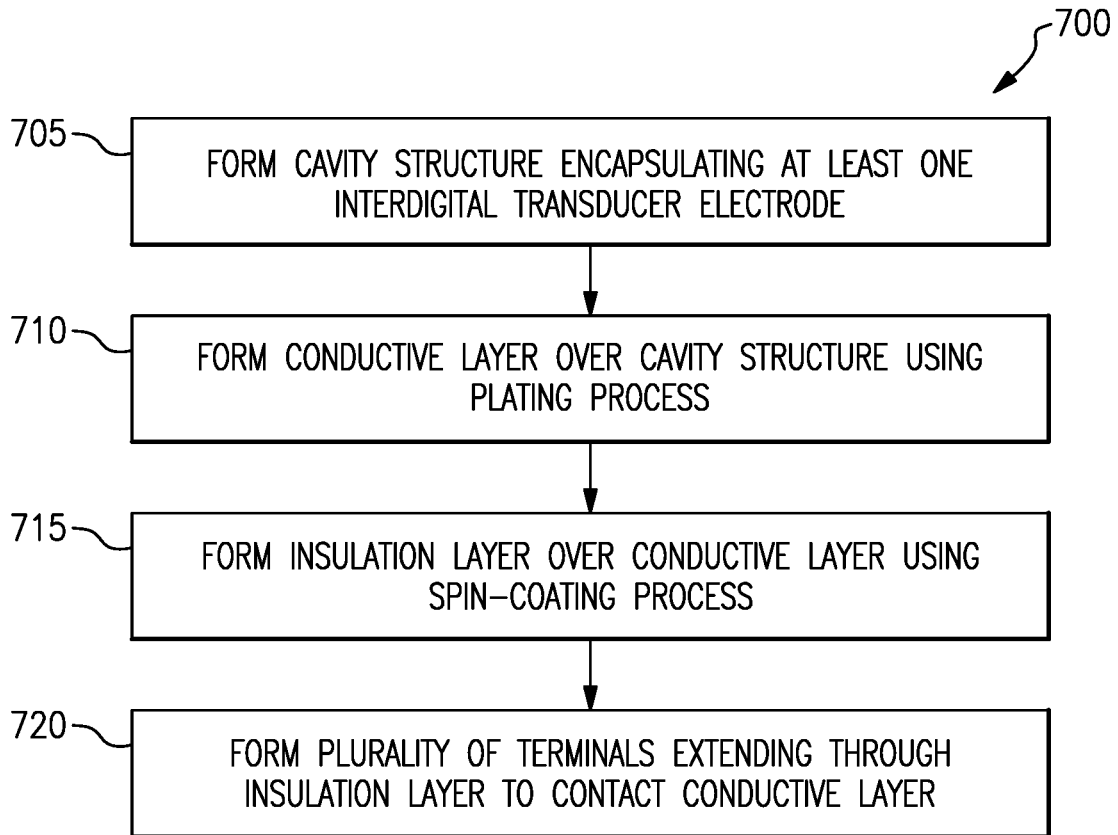 700
705
FORM CAVITY STRUCTURE ENCAPSULATING AT LEAST ONE
INTERDIGITAL TRANSDUCER ELECTRODE
710
FORM CONDUCTIVE LAYER OVER CAVITY STRUCTURE USING
PLATING PROCESS
715
FORM INSULATION LAYER OVER CONDUCTIVE LAYER USING
SPIN-COATING PROCESS
720
FORM PLURALITY OF TERMINALS EXTENDING THROUGH
INSULATION LAYER TO CONTACT CONDUCTIVE LAYER